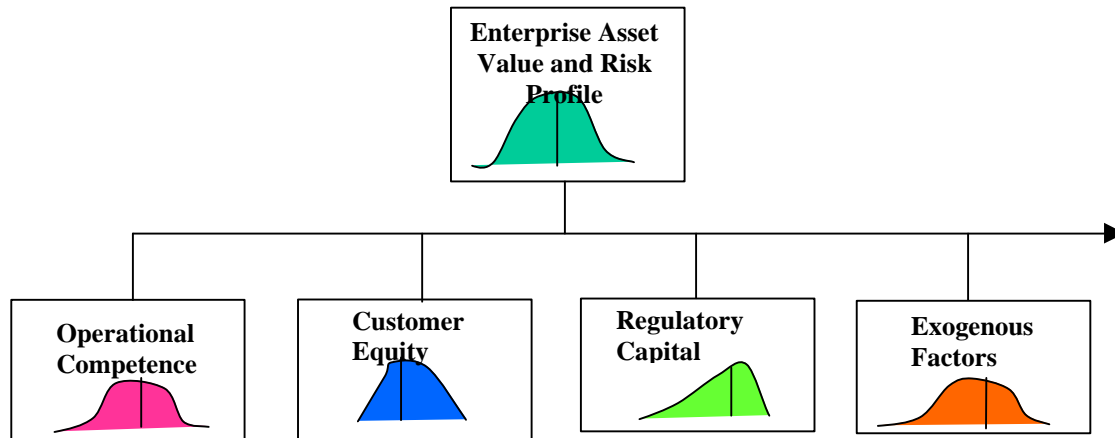 Enterprise Asset
Value and Risk
Profile
Operational
Competence
Customer
Equity
Regulatory
Capital
Exogenous
Factors